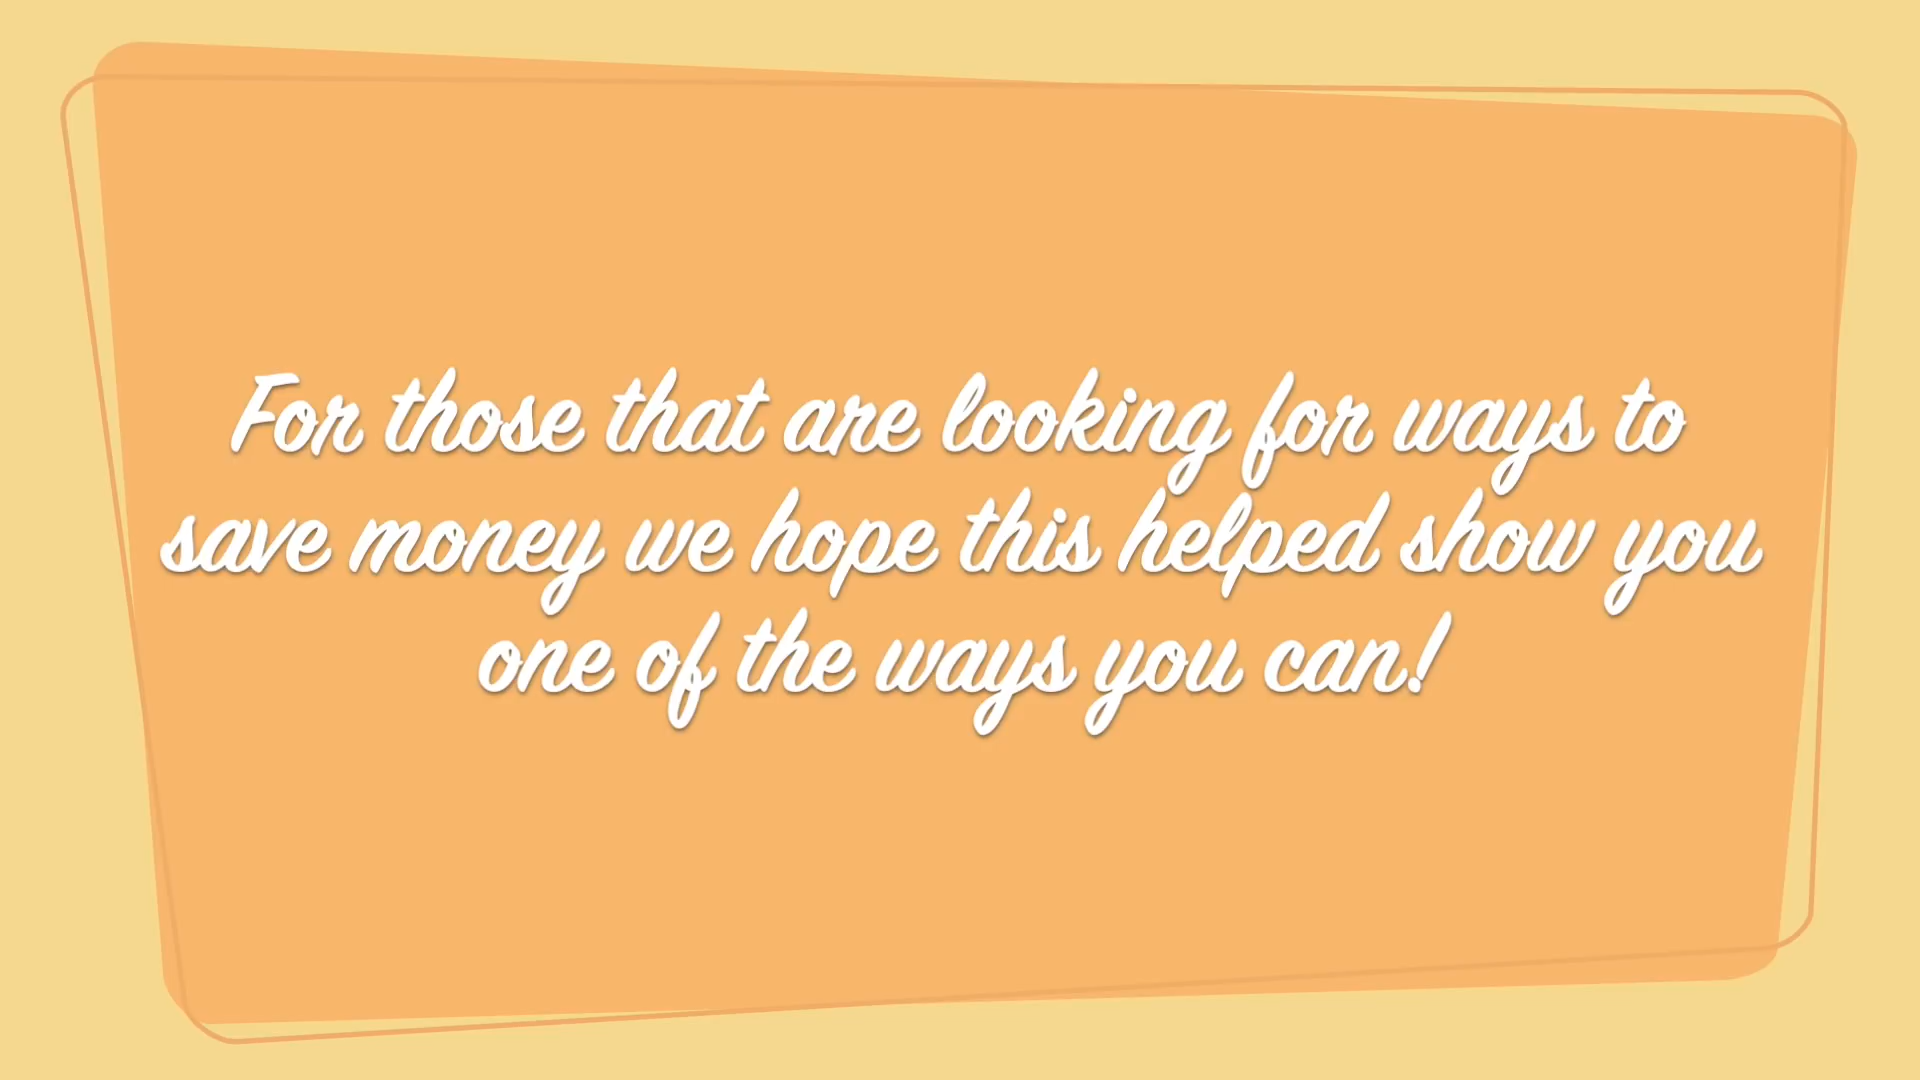 For those that are looking for ways to
save money we hope this helped show you
one of the ways you can!